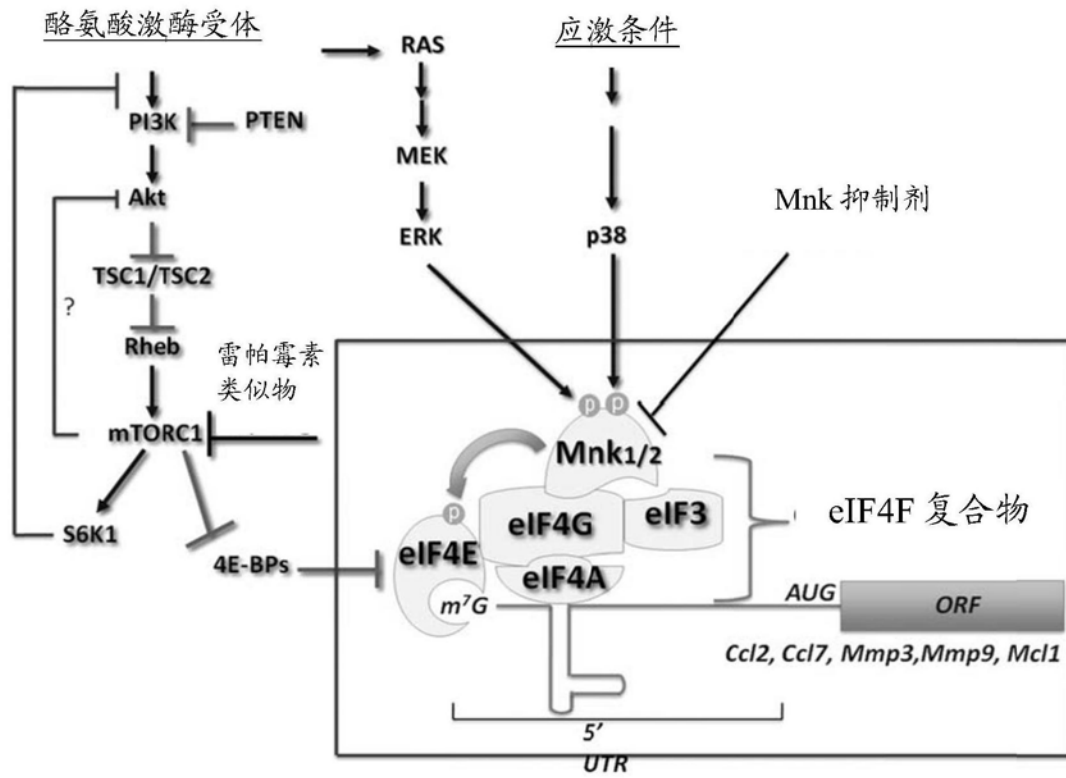 酪氨酸激酶受体
应激条件
RAS
PI3K
PTEN
MEK
Akt
Mnk 抑制剂
ERK
p38
TSC1/TSC2
?
Rheb
雷帕霉素
类似物
p p
mTORC1
Mnk1/2
S6K1
p
eIF4G
eIF3
eIF4F 复合物
eIF4E
4E-BPs
eIF4A
m⁷G
AUG
ORF
Ccl2, Ccl7, Mmp3,Mmp9, Mcl1
5'
UTR